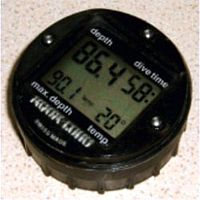 depth
dive time
86.4 58:
90.1 20°
max. depth temp.
SWISS MADE